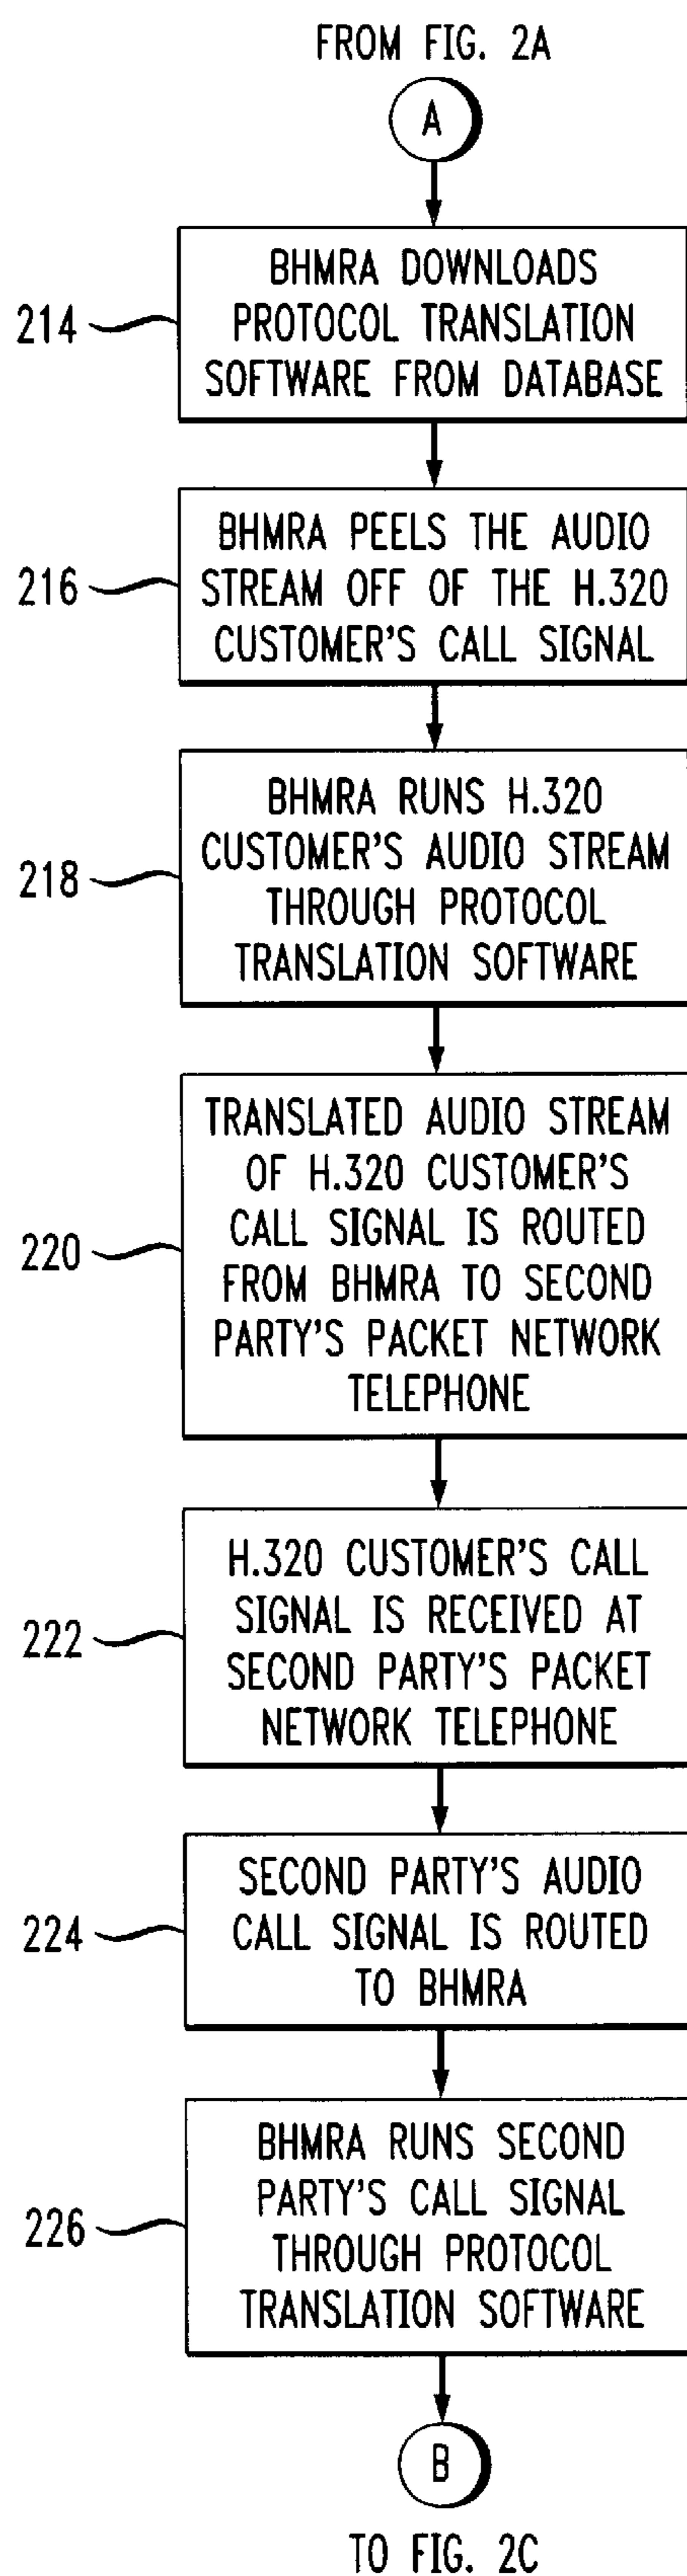 FROM FIG. 2A
A
BHMRA DOWNLOADS
PROTOCOL TRANSLATION
SOFTWARE FROM DATABASE
214
BHMRA PEELS THE AUDIO
STREAM OFF OF THE H.320
CUSTOMER'S CALL SIGNAL
216
BHMRA RUNS H.320
CUSTOMER'S AUDIO STREAM
THROUGH PROTOCOL
TRANSLATION SOFTWARE
218
TRANSLATED AUDIO STREAM
OF H.320 CUSTOMER'S
CALL SIGNAL IS ROUTED
FROM BHMRA TO SECOND
PARTY'S PACKET NETWORK
TELEPHONE
220
H.320 CUSTOMER'S CALL
SIGNAL IS RECEIVED AT
SECOND PARTY'S PACKET
NETWORK TELEPHONE
222
SECOND PARTY'S AUDIO
CALL SIGNAL IS ROUTED
TO BHMRA
224
BHMRA RUNS SECOND
PARTY'S CALL SIGNAL
THROUGH PROTOCOL
TRANSLATION SOFTWARE
226
B
TO FIG. 2C